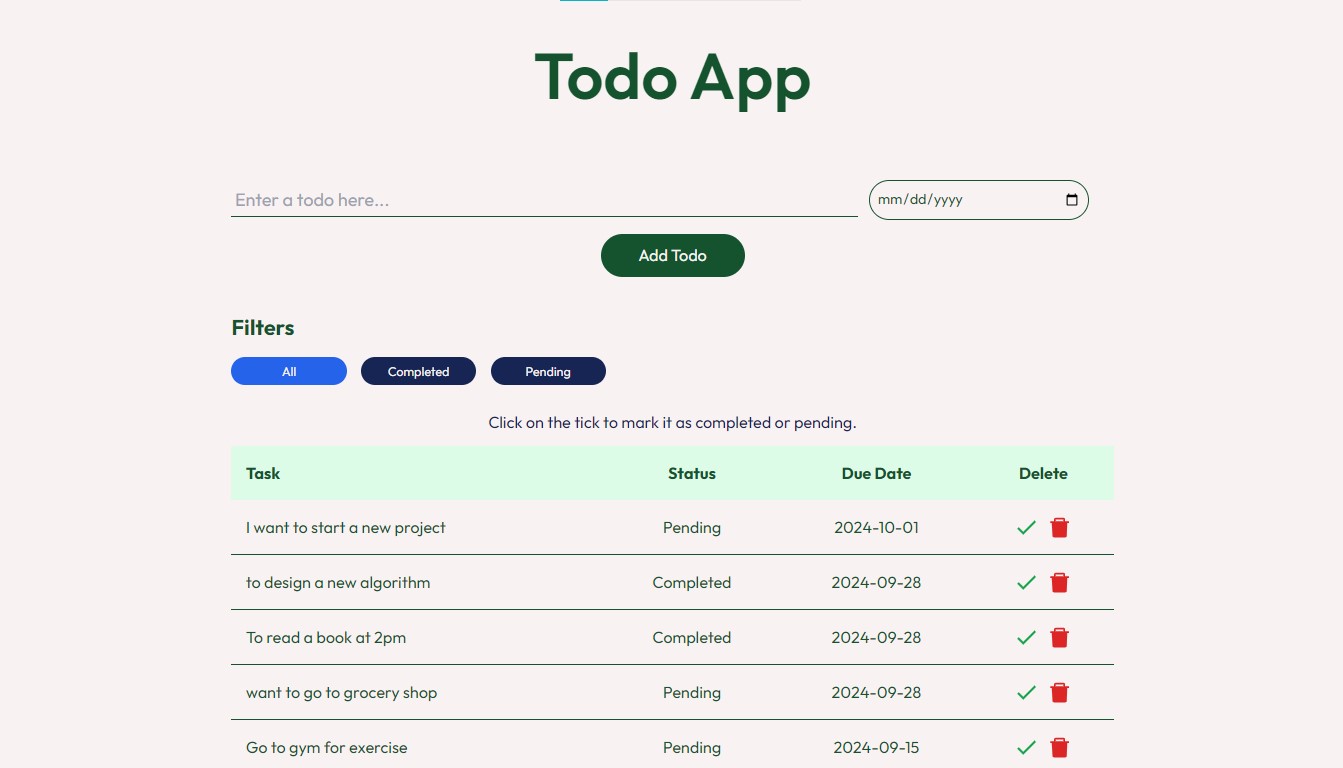 Todo App
Enter a todo here...
mm/dd/yyyy
Add Todo
Filters
All Completed Pending
Click on the tick to mark it as completed or pending.
Task Status Due Date Delete
I want to start a new project Pending 2024-10-01
to design a new algorithm Completed 2024-09-28
To read a book at 2pm Completed 2024-09-28
want to go to grocery shop Pending 2024-09-28
Go to gym for exercise Pending 2024-09-15